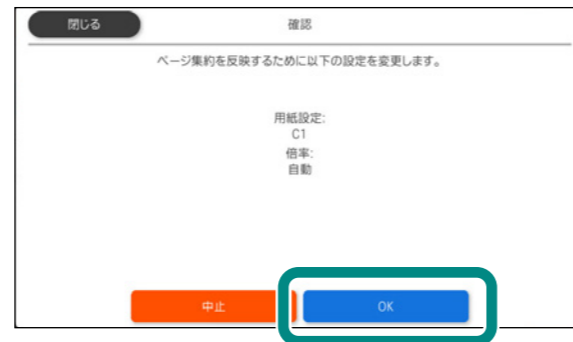 閉じる
確認
ページ集約を反映するために以下の設定を変更します。
用紙設定:
C1
倍率:
自動
中止
OK